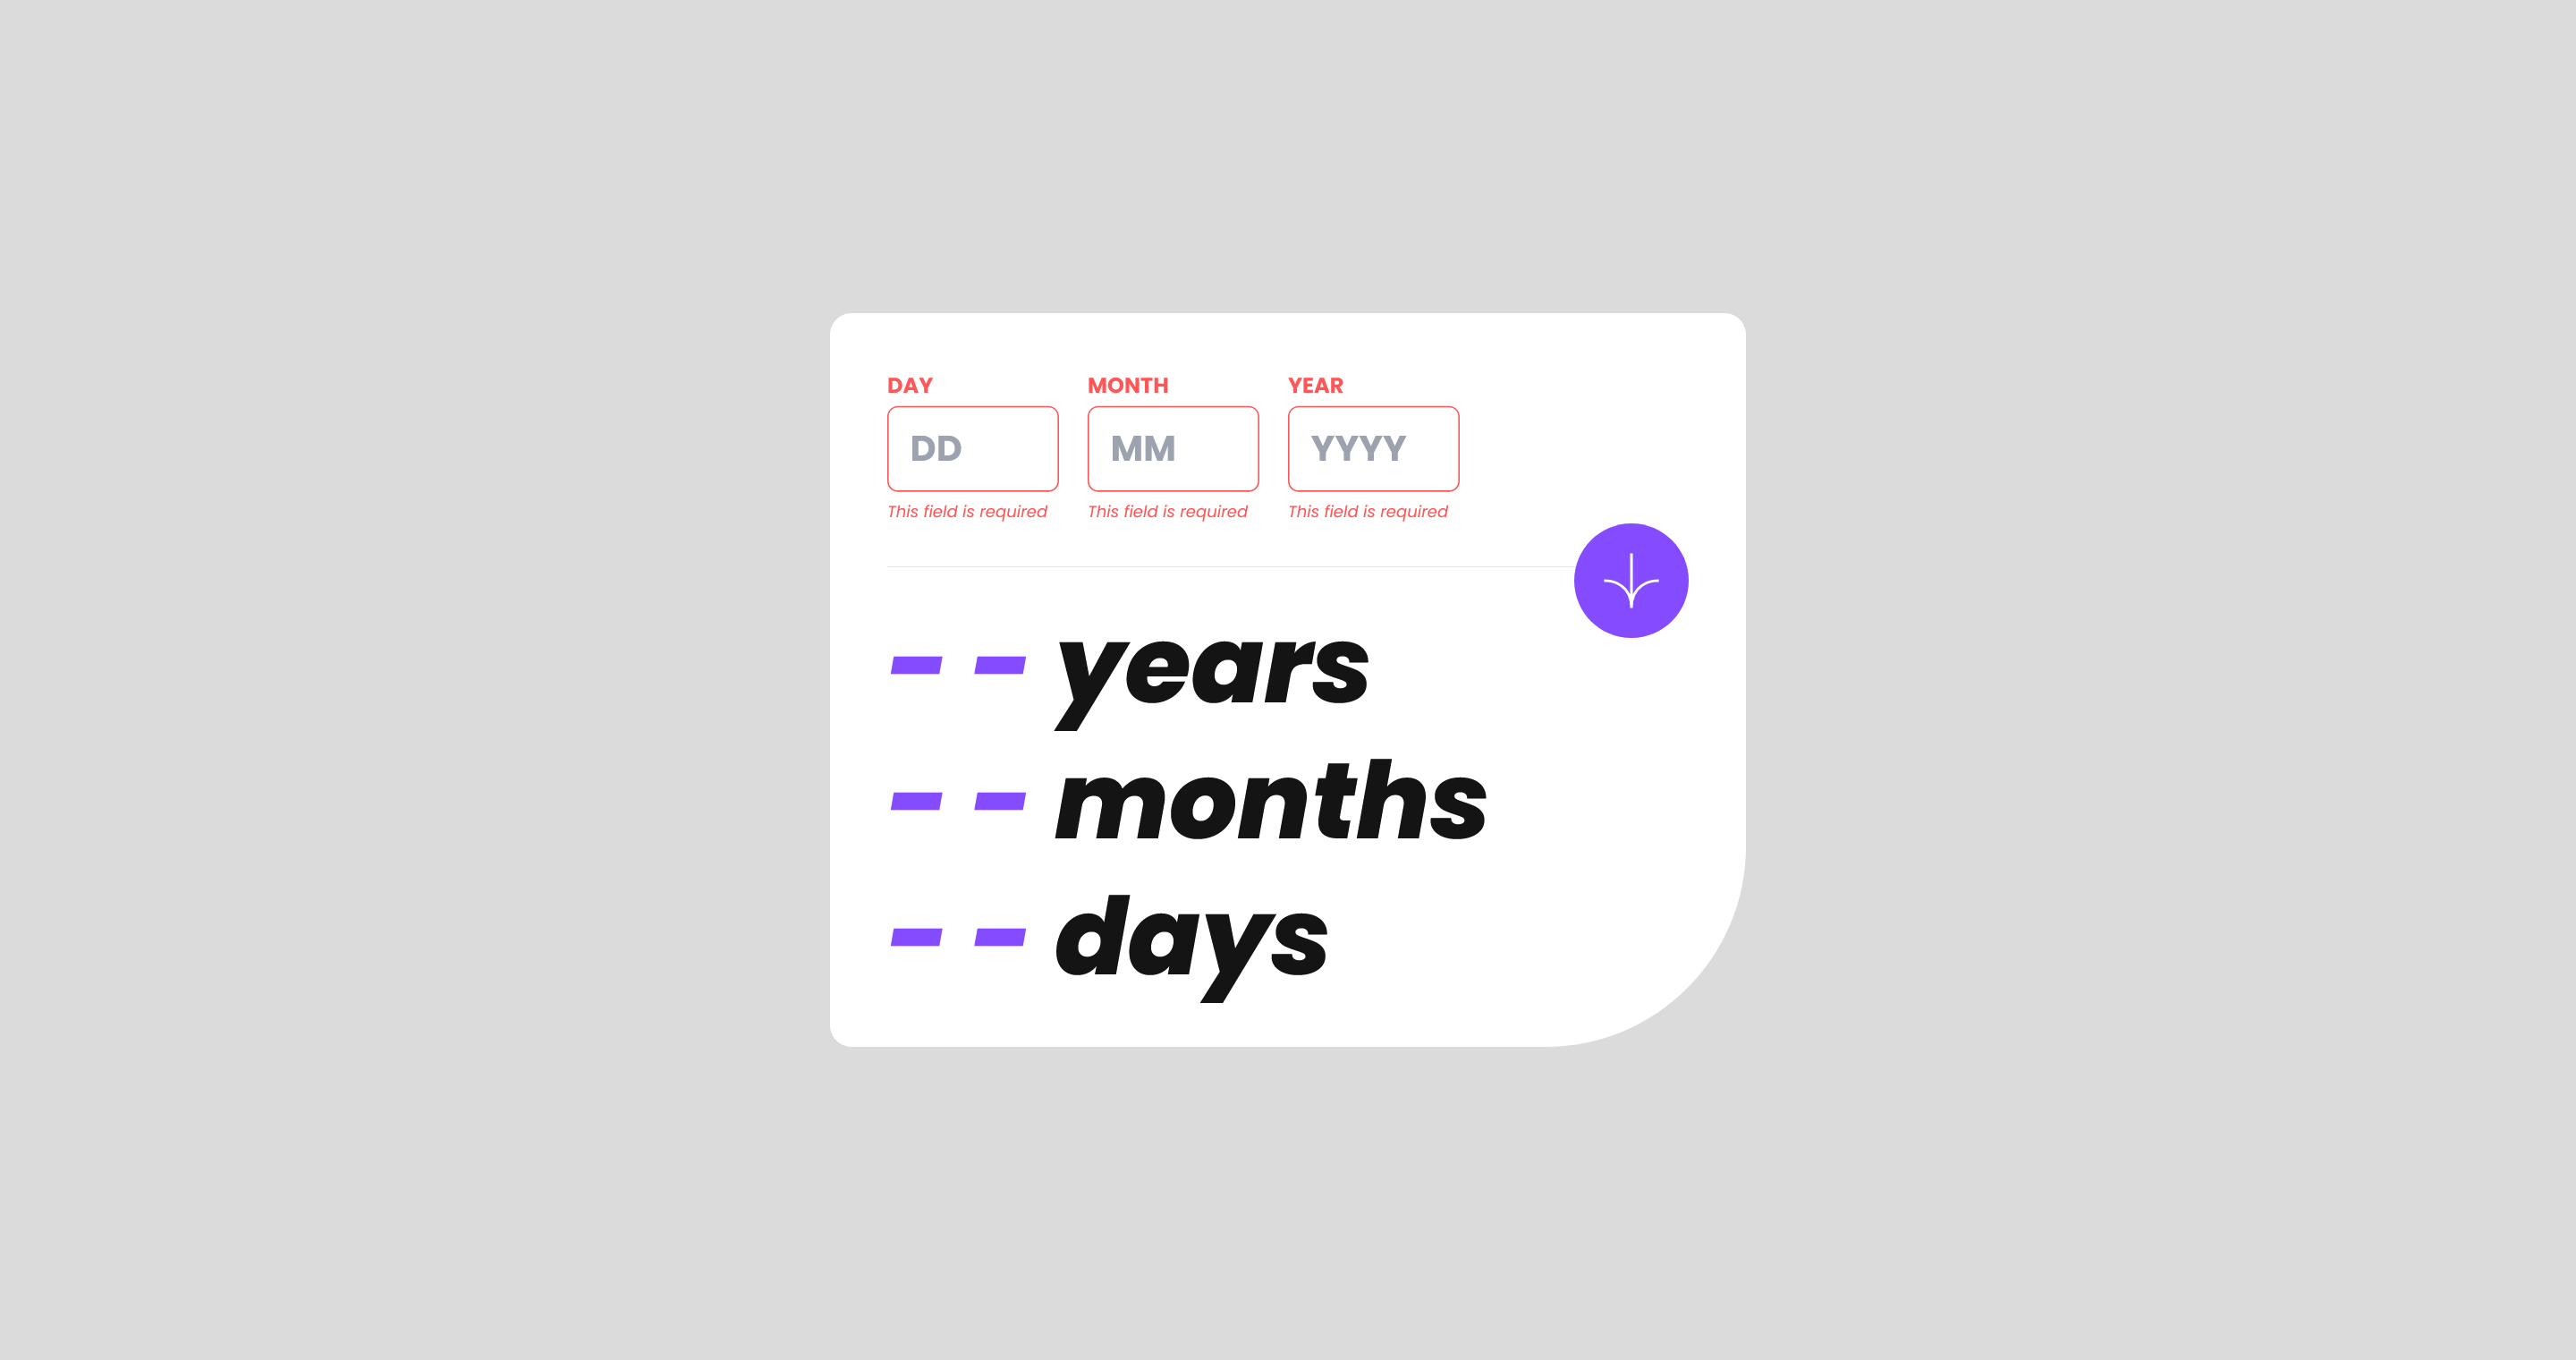 DAY MONTH YEAR
DD MM YYYY
This field is required This field is required This field is required
-- years
-- months
-- days